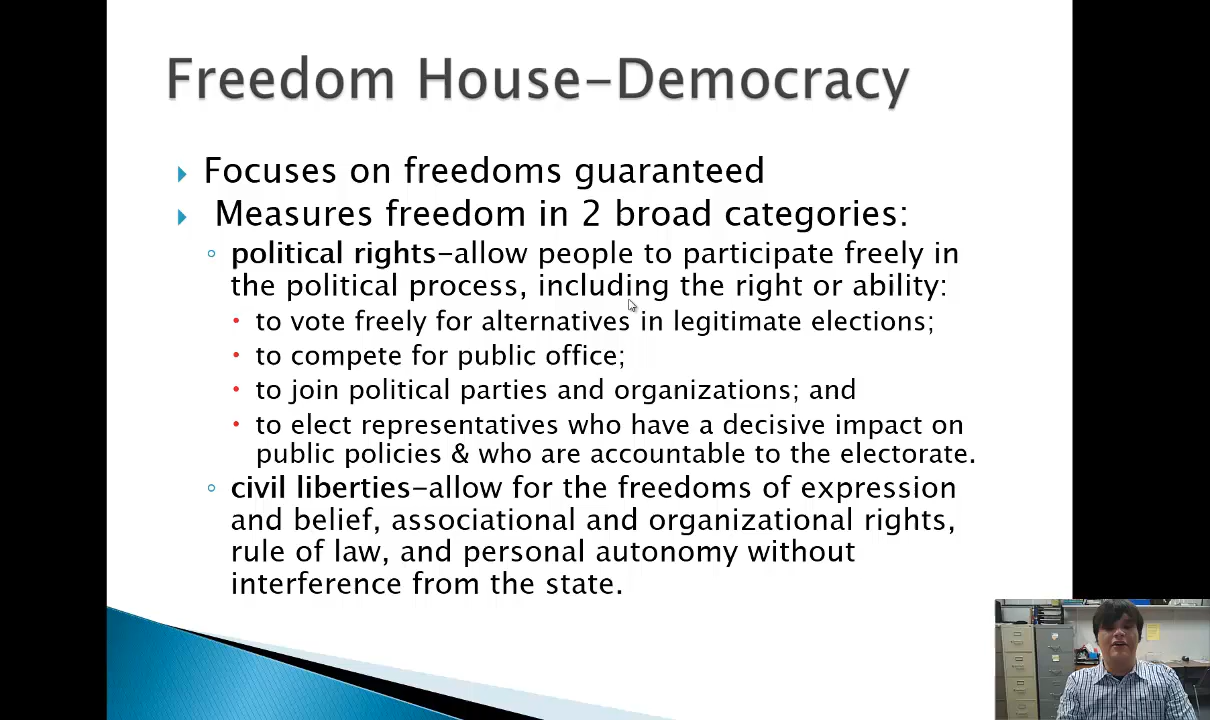 Freedom House-Democracy
Focuses on freedoms guaranteed
Measures freedom in 2 broad categories:
political rights-allow people to participate freely in
the political process, including the right or ability:
to vote freely for alternatives in legitimate elections;
to compete for public office;
to join political parties and organizations; and
to elect representatives who have a decisive impact on
public policies & who are accountable to the electorate.
civil liberties-allow for the freedoms of expression
and belief, associational and organizational rights,
rule of law, and personal autonomy without
interference from the state.